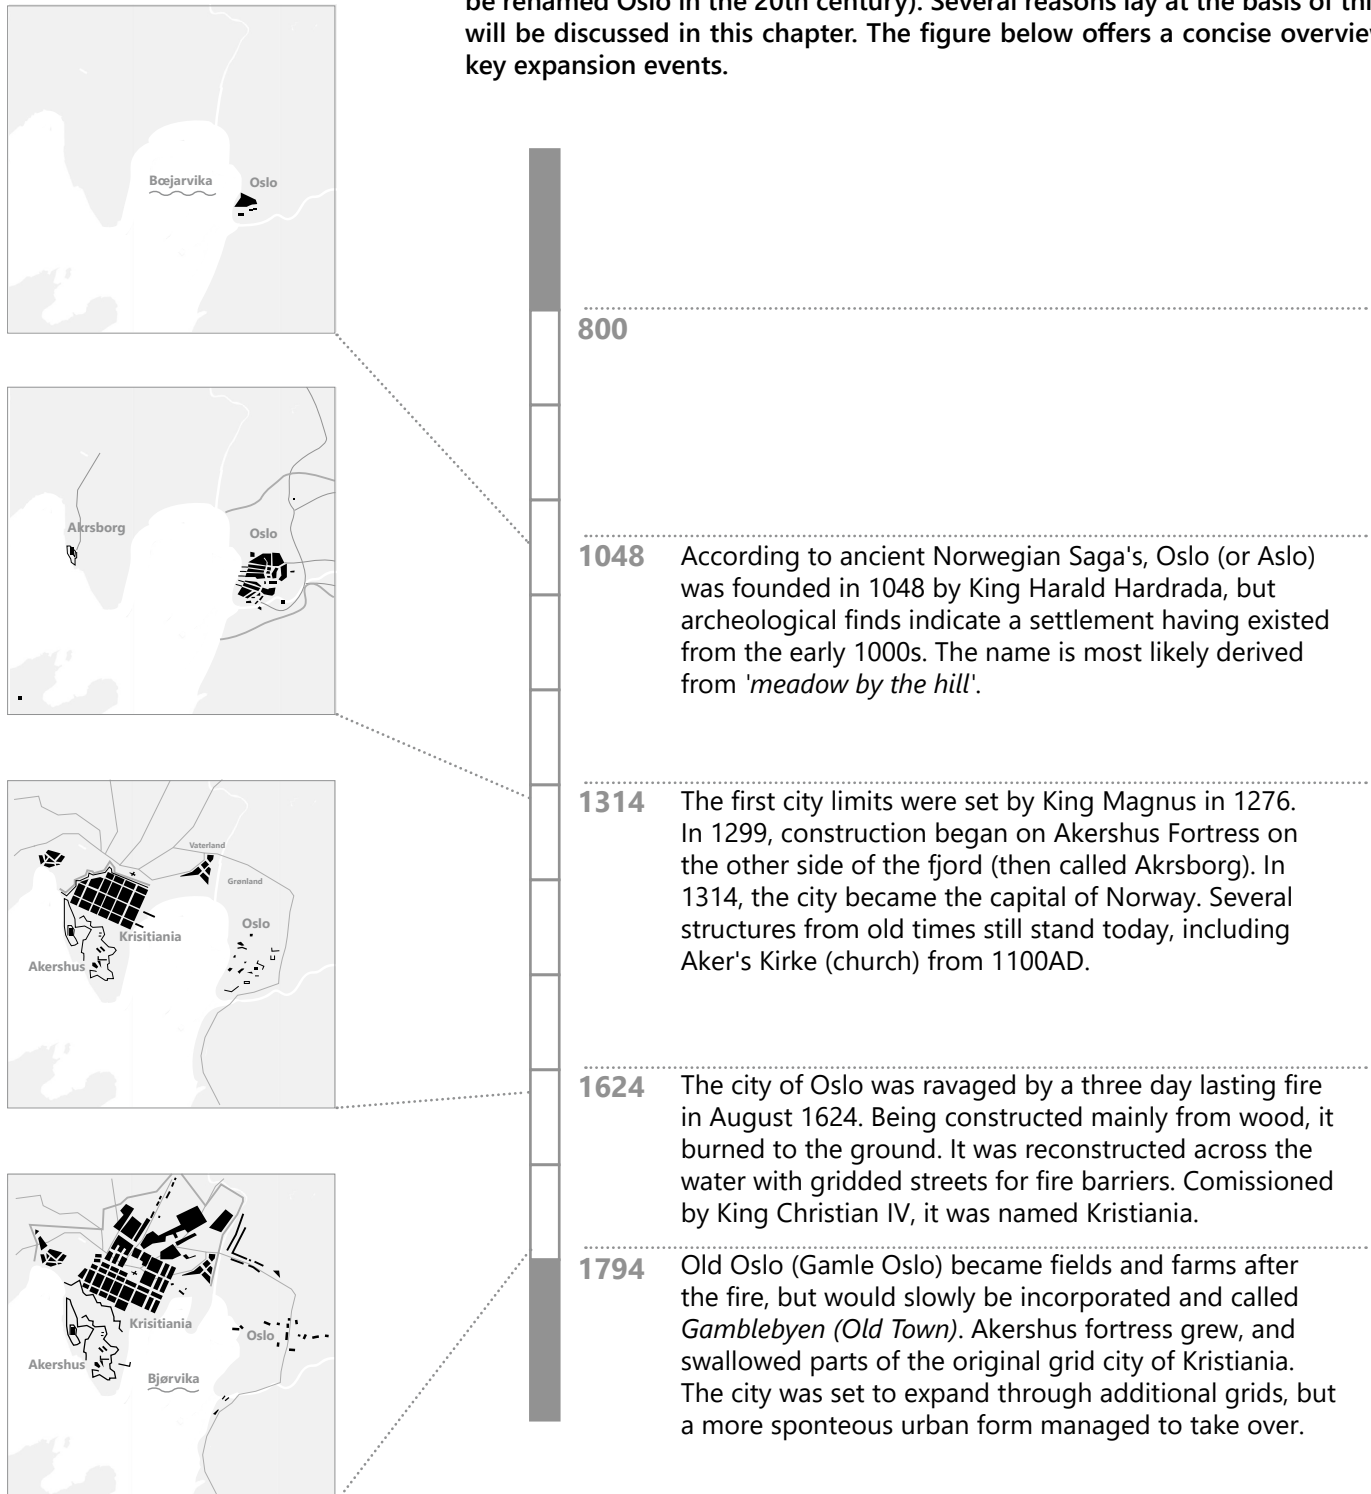 be renamed Oslo in the 20th century). Several reasons lay at the basis of
will be discussed in this chapter. The figure below offers a concise
key expansion events.
Bœjarvika
Oslo
800
Akrsborg
Oslo
1048
According to ancient Norwegian Saga's, Oslo (or Aslo)
was founded in 1048 by King Harald Hardrada, but
archeological finds indicate a settlement having existed
from the early 1000s. The name is most likely derived
from 'meadow by the hill'.
1314
The first city limits were set by King Magnus in 1276.
In 1299, construction began on Akershus Fortress on
the other side of the fjord (then called Akrsborg). In
1314, the city became the capital of Norway. Several
structures from old times still stand today, including
Aker's Kirke (church) from 1100AD.
Vaterland
Grønland
Oslo
Krisitiania
Akershus
1624
The city of Oslo was ravaged by a three day lasting fire
in August 1624. Being constructed mainly from wood, it
burned to the ground. It was reconstructed across the
water with gridded streets for fire barriers. Comissioned
by King Christian IV, it was named Kristiania.
1794
Old Oslo (Gamle Oslo) became fields and farms after
the fire, but would slowly be incorporated and called
Gamblebyen (Old Town). Akershus fortress grew, and
swallowed parts of the original grid city of Kristiania.
The city was set to expand through additional grids, but
a more sponteous urban form managed to take over.
Krisitiania
Oslo
Akershus
Bjørvika